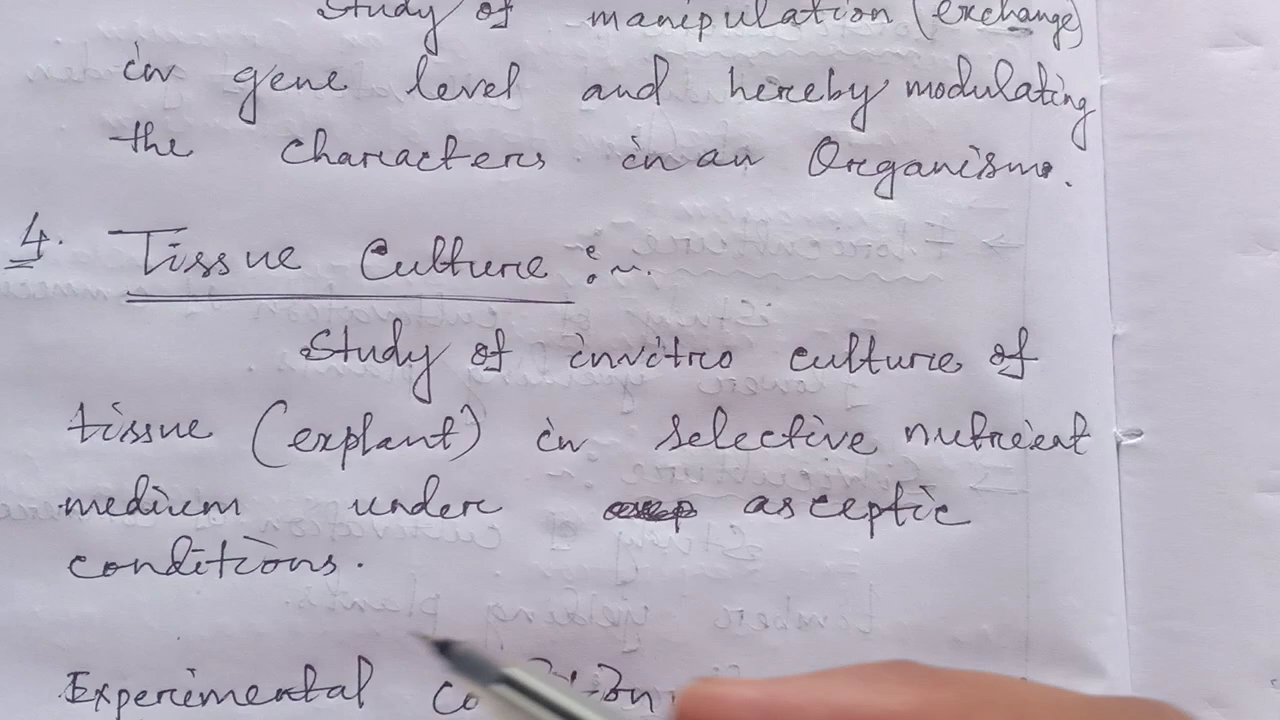 Study of manipulation (exchange)
in gene level and hereby modulating
the characters in an Organism.
4. Tissue Culture :~.
Study of invitro culture of
tissue (explant) in selective nutrient
medium under asceptic
conditions.
Experimental